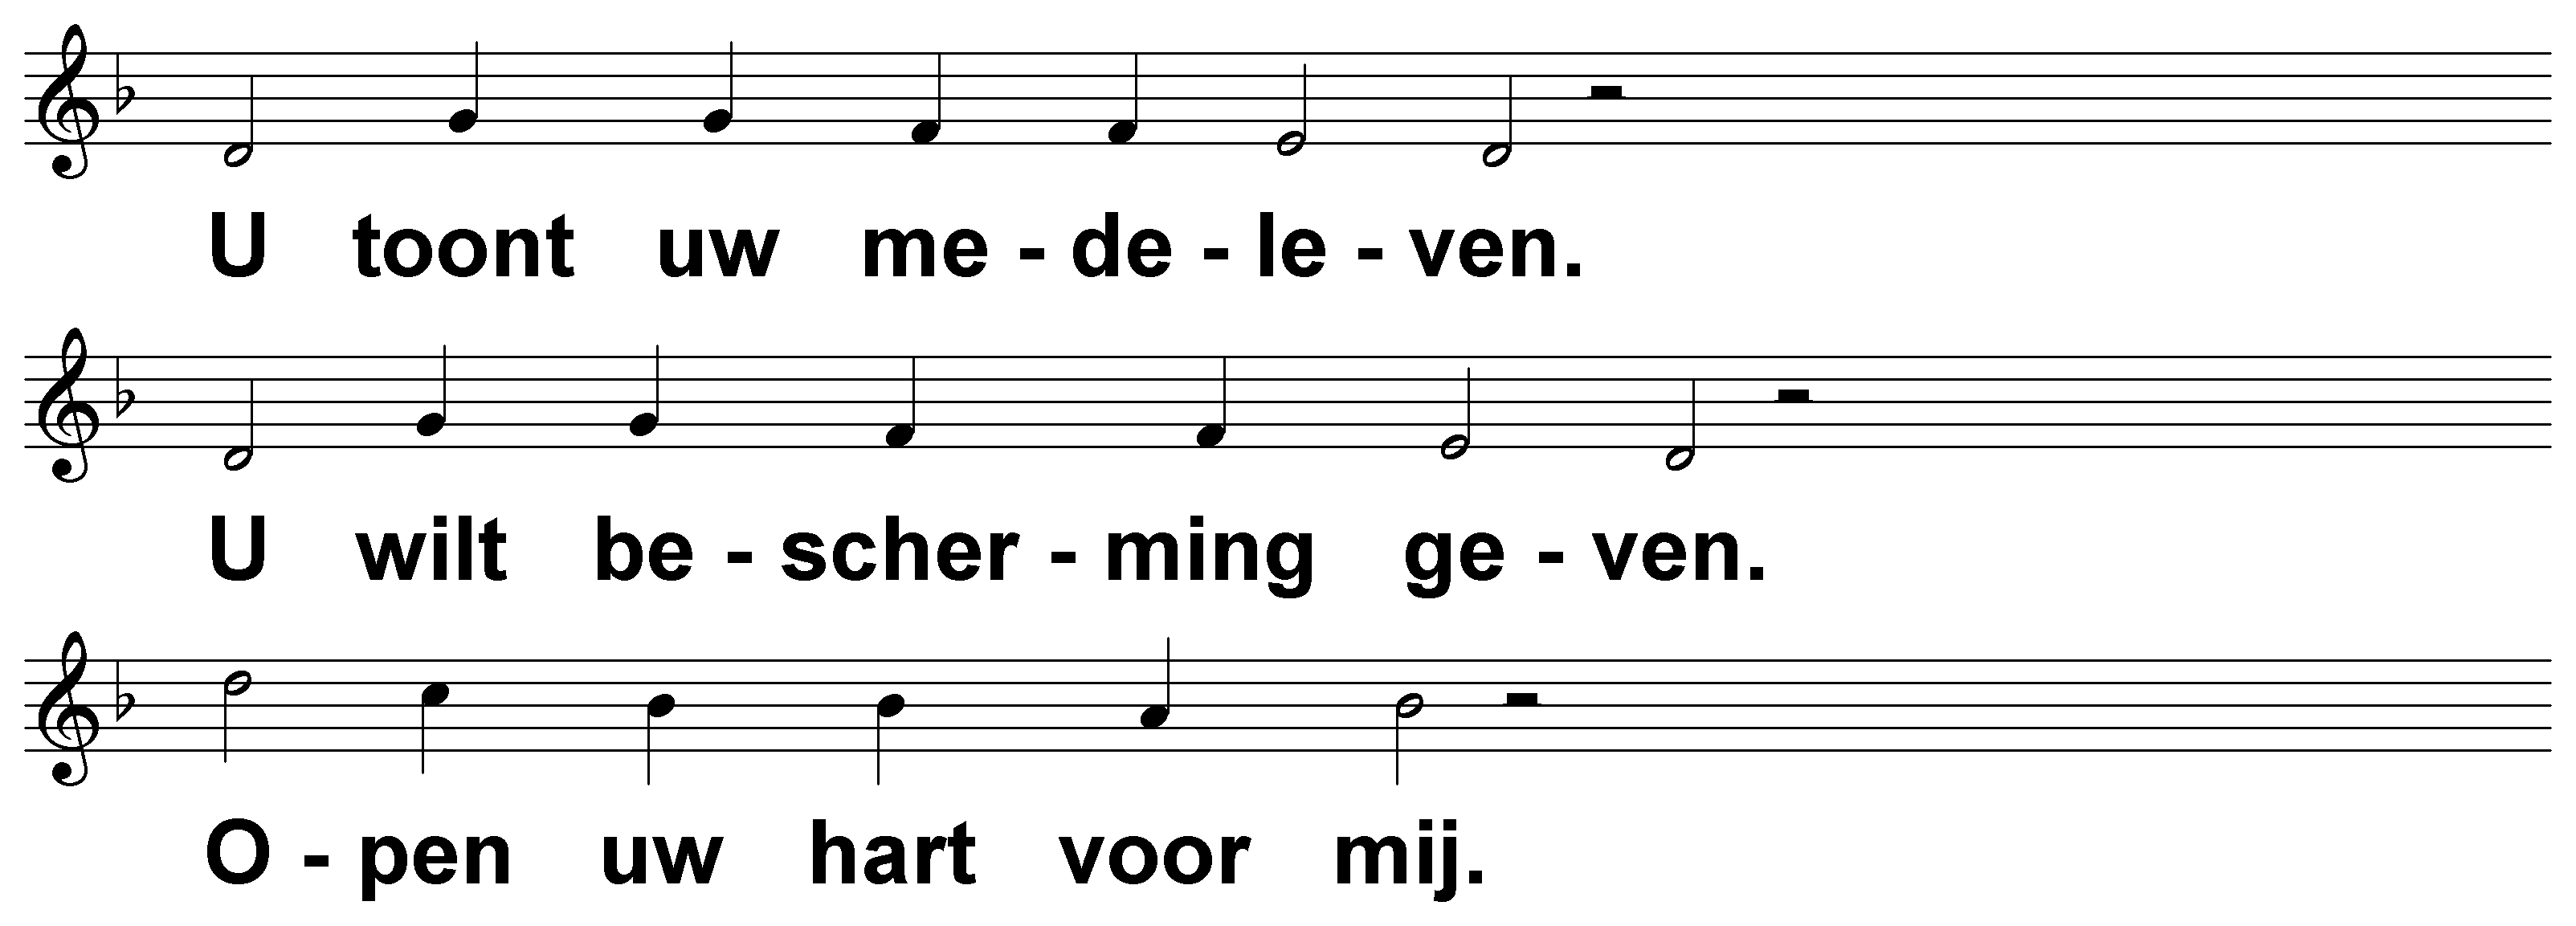 U toont uw me - de - le - ven.
U wilt be - scher - ming ge - ven.
O - pen uw hart voor mij.